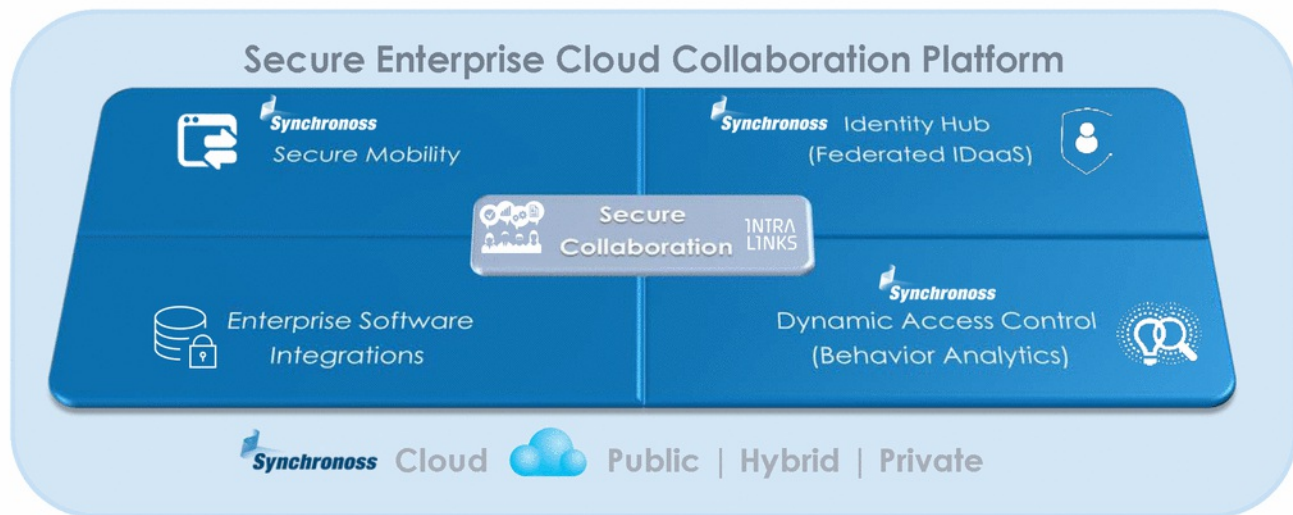 Secure Enterprise Cloud Collaboration Platform
Synchronoss
Secure Mobility
Synchronoss Identity Hub
(Federated IDaaS)
Secure
Collaboration
INTRA
LINKS
Enterprise Software
Integrations
Synchronoss
Dynamic Access Control
(Behavior Analytics)
Synchronoss Cloud Public | Hybrid | Private